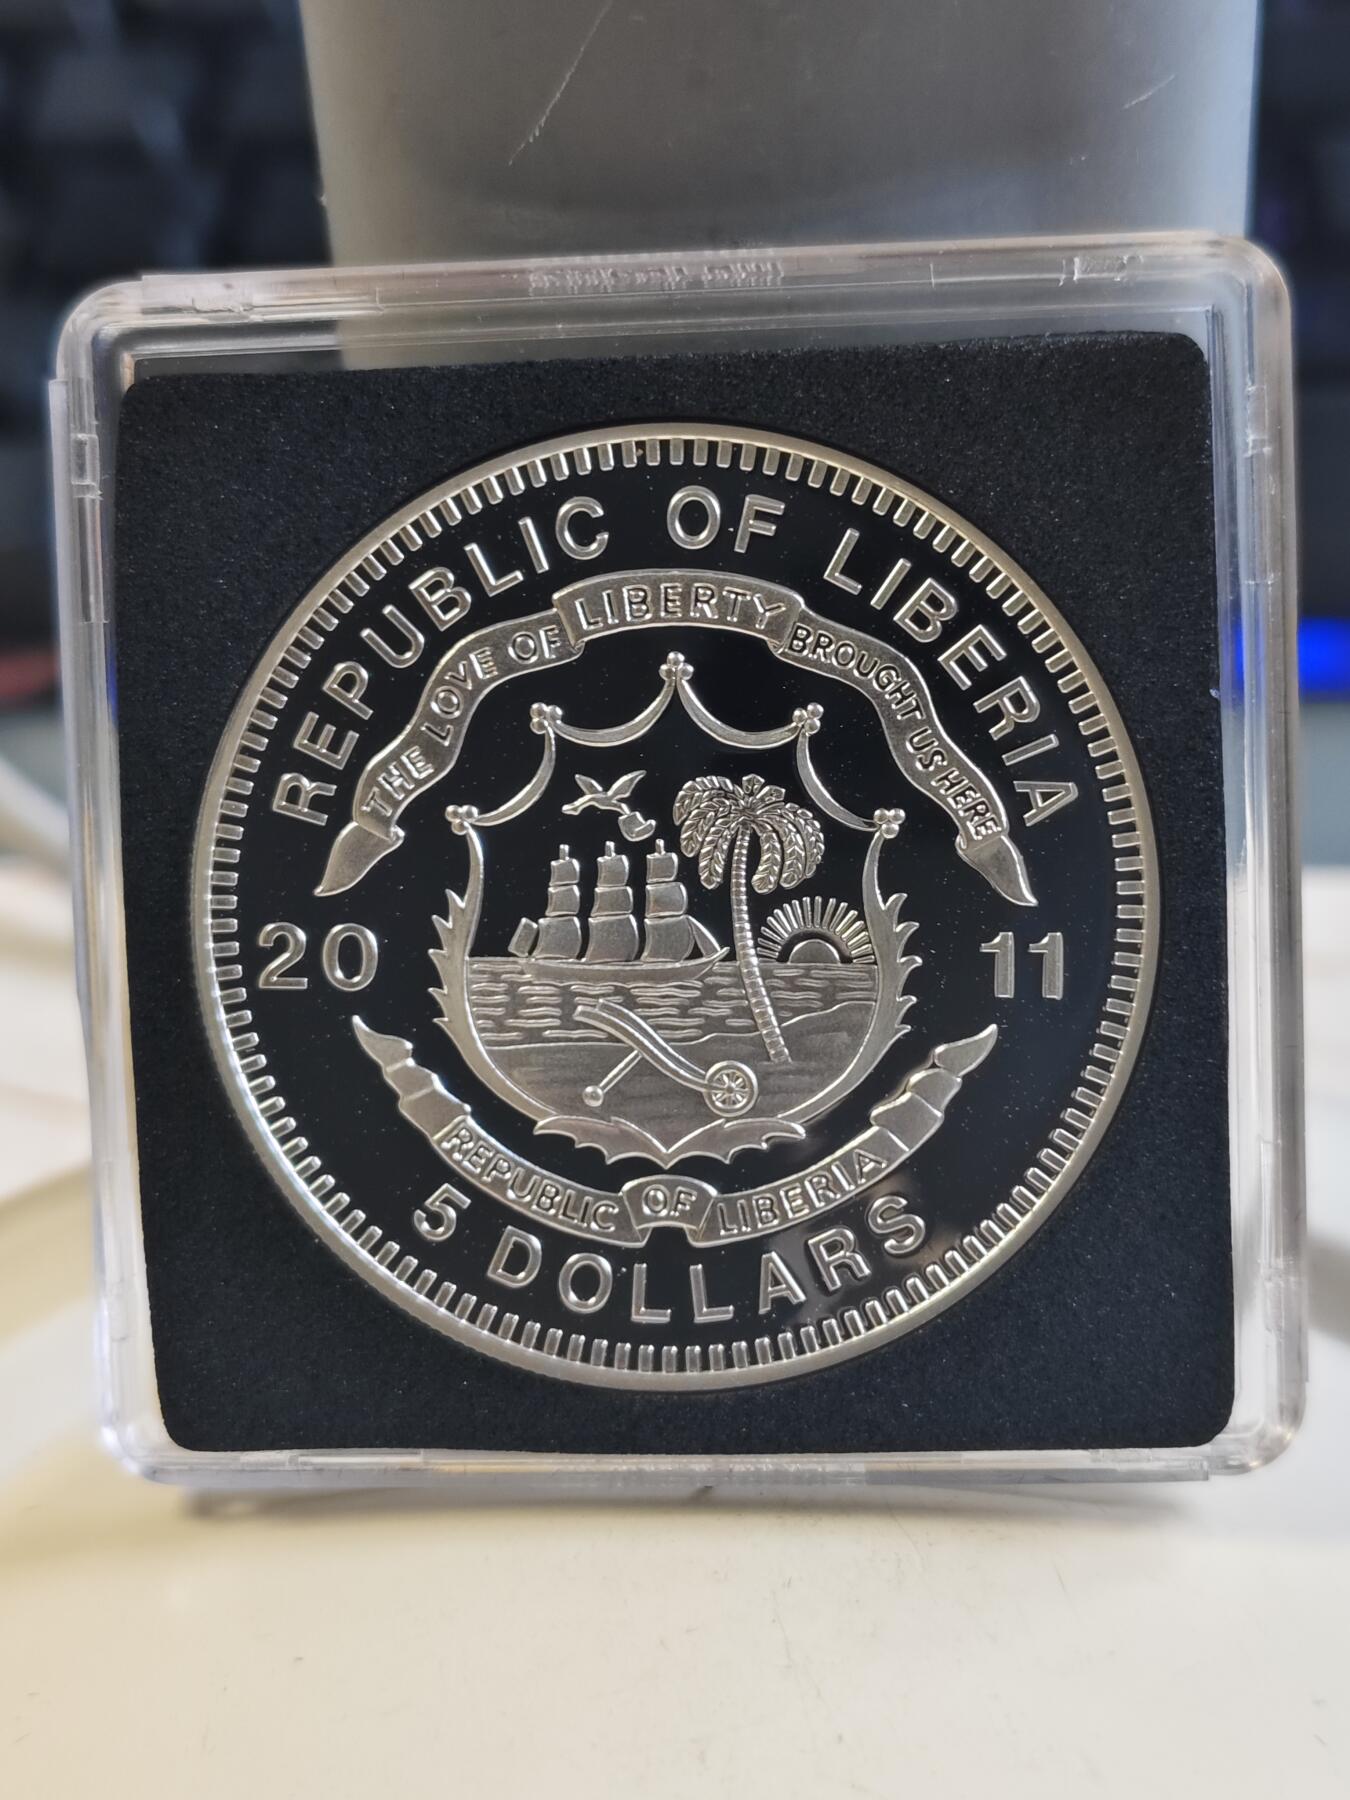 REPUBLIC OF LIBERIA
THE LOVE OF LIBERTY BROUGHT US HERE
20 11
REPUBLIC OF LIBERIA
5 DOLLARS